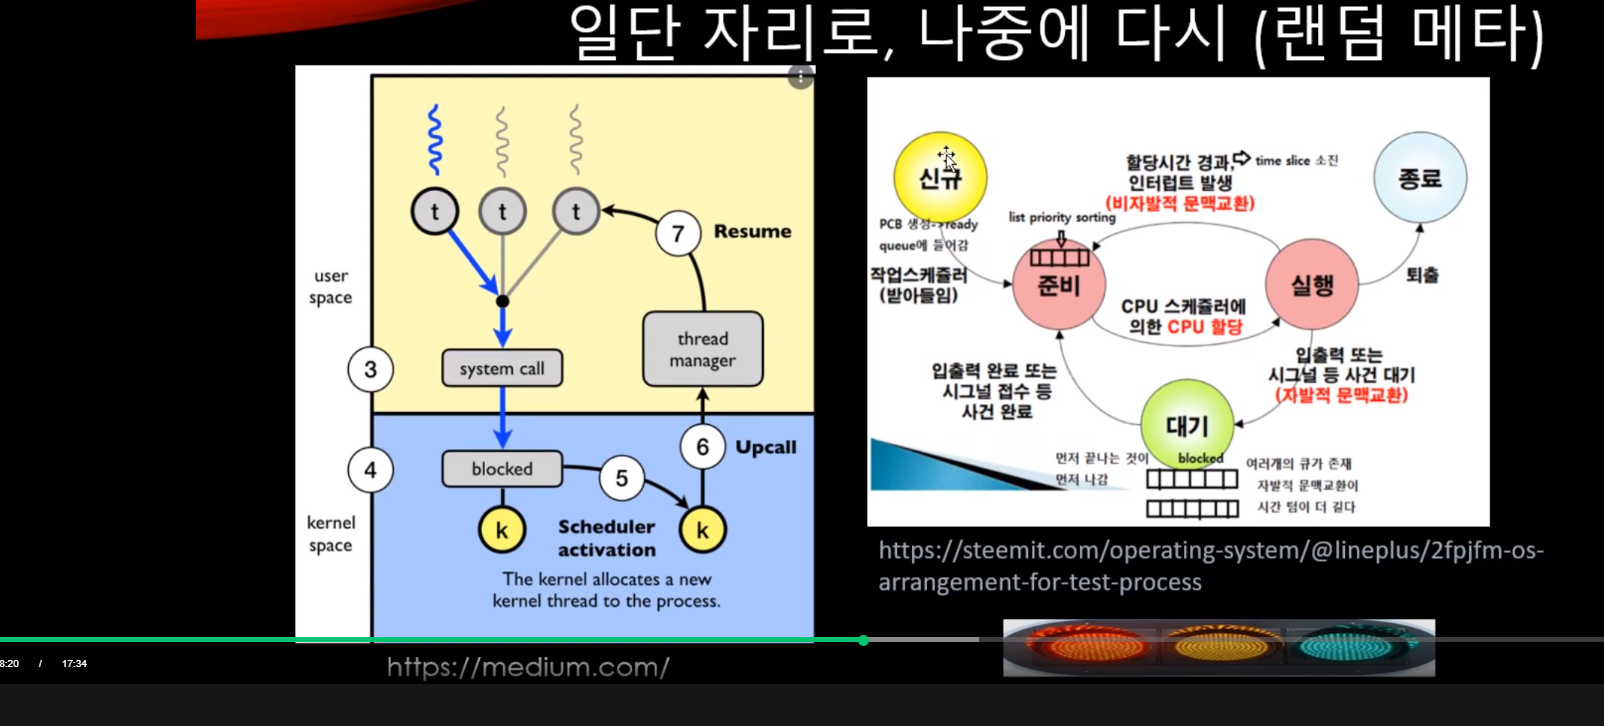 일단 자리로, 나중에 다시 (랜덤 메타)
t
t
t
7
Resume
user
space
thread
manager
3
system call
6
Upcall
4
blocked
5
kernel
space
k
Scheduler
activation
k
The kernel allocates a new
kernel thread to the process.
https://medium.com/
신규
할당시간 경과,
인터럽트 발생
(비자발적 문맥교환)
time slice 소진
종료
PCB 생성->ready
queue에 들어감
list priority sorting
작업스케쥴러
(받아들임)
준비
실행
퇴출
CPU 스케쥴러에
의한 CPU 할당
입출력 완료 또는
시그널 접수 등
사건 완료
입출력 또는
시그널 등 사건 대기
(자발적 문맥교환)
대기
blocked
먼저 끝나는 것이
먼저 나감
여러개의 큐가 존재
자발적 문맥교환이
시간 텀이 더 길다
https://steemit.com/operating-system/@lineplus/2fpjfm-os-
arrangement-for-test-process
8:20 / 17:34